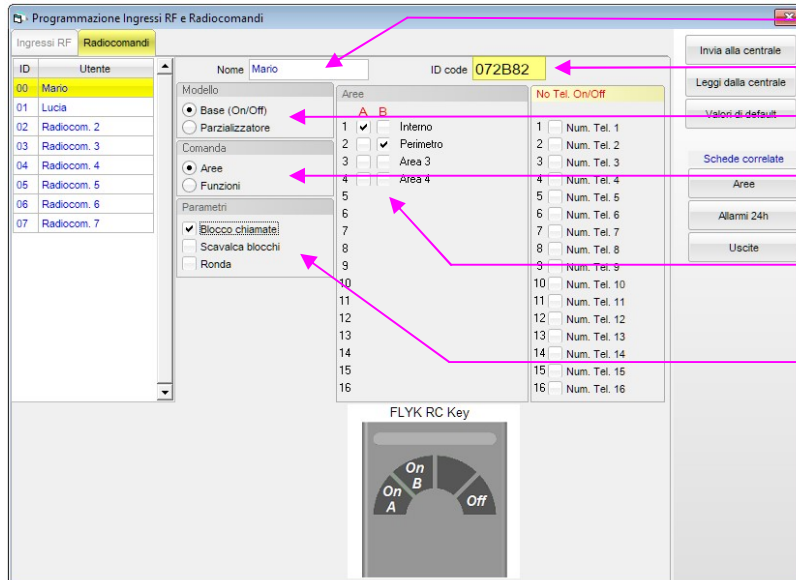 Programmazione Ingressi RF e Radiocomandi
Ingressi RF Radiocomandi
ID Utente
00 Mario
01 Lucia
02 Radiocom. 2
03 Radiocom. 3
04 Radiocom. 4
05 Radiocom. 5
06 Radiocom. 6
07 Radiocom. 7
Nome Mario
ID code 072B82
Modello
Base (On/Off)
Parzializzatore
Comanda
Aree
Funzioni
Parametri
Blocco chiamate
Scavalca blocchi
Ronda
Aree
A B
1 Interno
2 Perimetro
3 Area 3
4 Area 4
5
6
7
8
9
10
11
12
13
14
15
16
No Tel. On/Off
1 Num. Tel. 1
2 Num. Tel. 2
3 Num. Tel. 3
4 Num. Tel. 4
5 Num. Tel. 5
6 Num. Tel. 6
7 Num. Tel. 7
8 Num. Tel. 8
9 Num. Tel. 9
10 Num. Tel. 10
11 Num. Tel. 11
12 Num. Tel. 12
13 Num. Tel. 13
14 Num. Tel. 14
15 Num. Tel. 15
16 Num. Tel. 16
Invia alla centrale
Leggi dalla centrale
Valori di default
Schede correlate
Aree
Allarmi 24h
Uscite
FLYK RC Key
On
A
On
B
Off